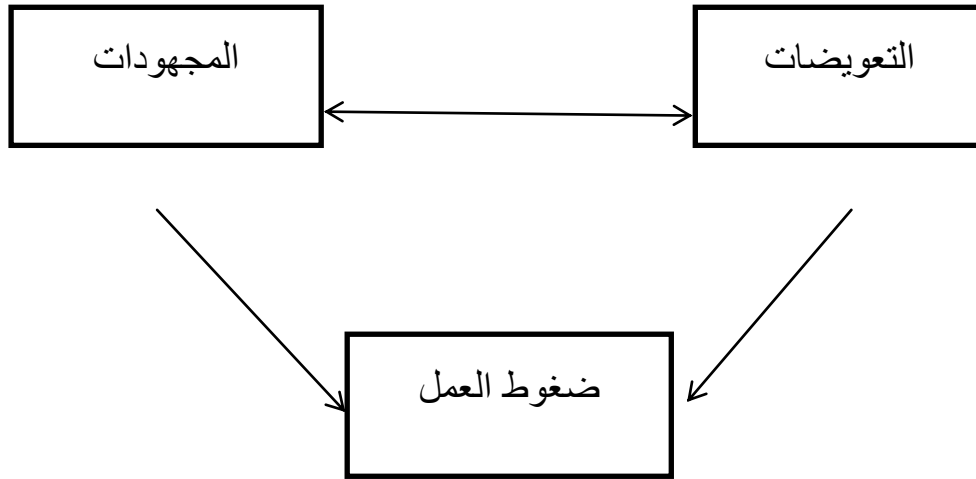 التعويضات
المجهودات
ضغوط العمل